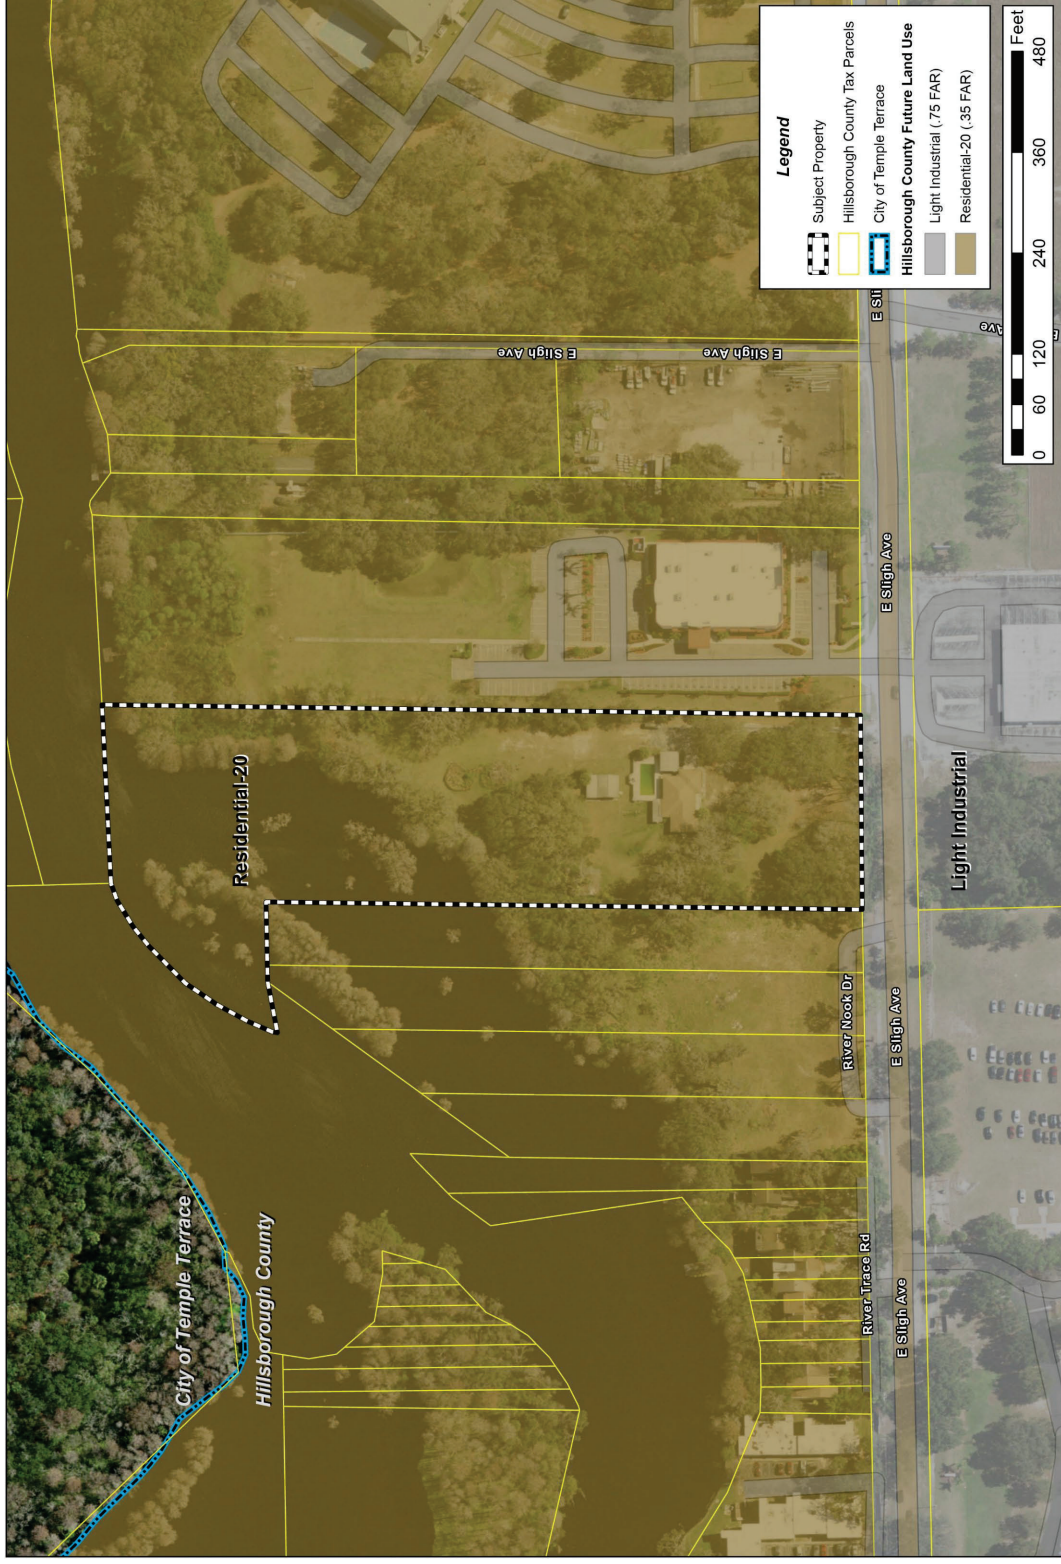 City of Temple Terrace
Hillsborough County
Residential-20
E Sligh Ave
E Sligh Ave
River Trace Rd
E Sligh Ave
River Nook Dr
E Sligh Ave
E Sligh Ave
E Sli
Ave
Light Industrial
Legend
Subject Property
Hillsborough County Tax Parcels
City of Temple Terrace
Hillsborough County Future Land Use
Light Industrial (.75 FAR)
Residential-20 (.35 FAR)
0 60 120 240 360 480
Feet